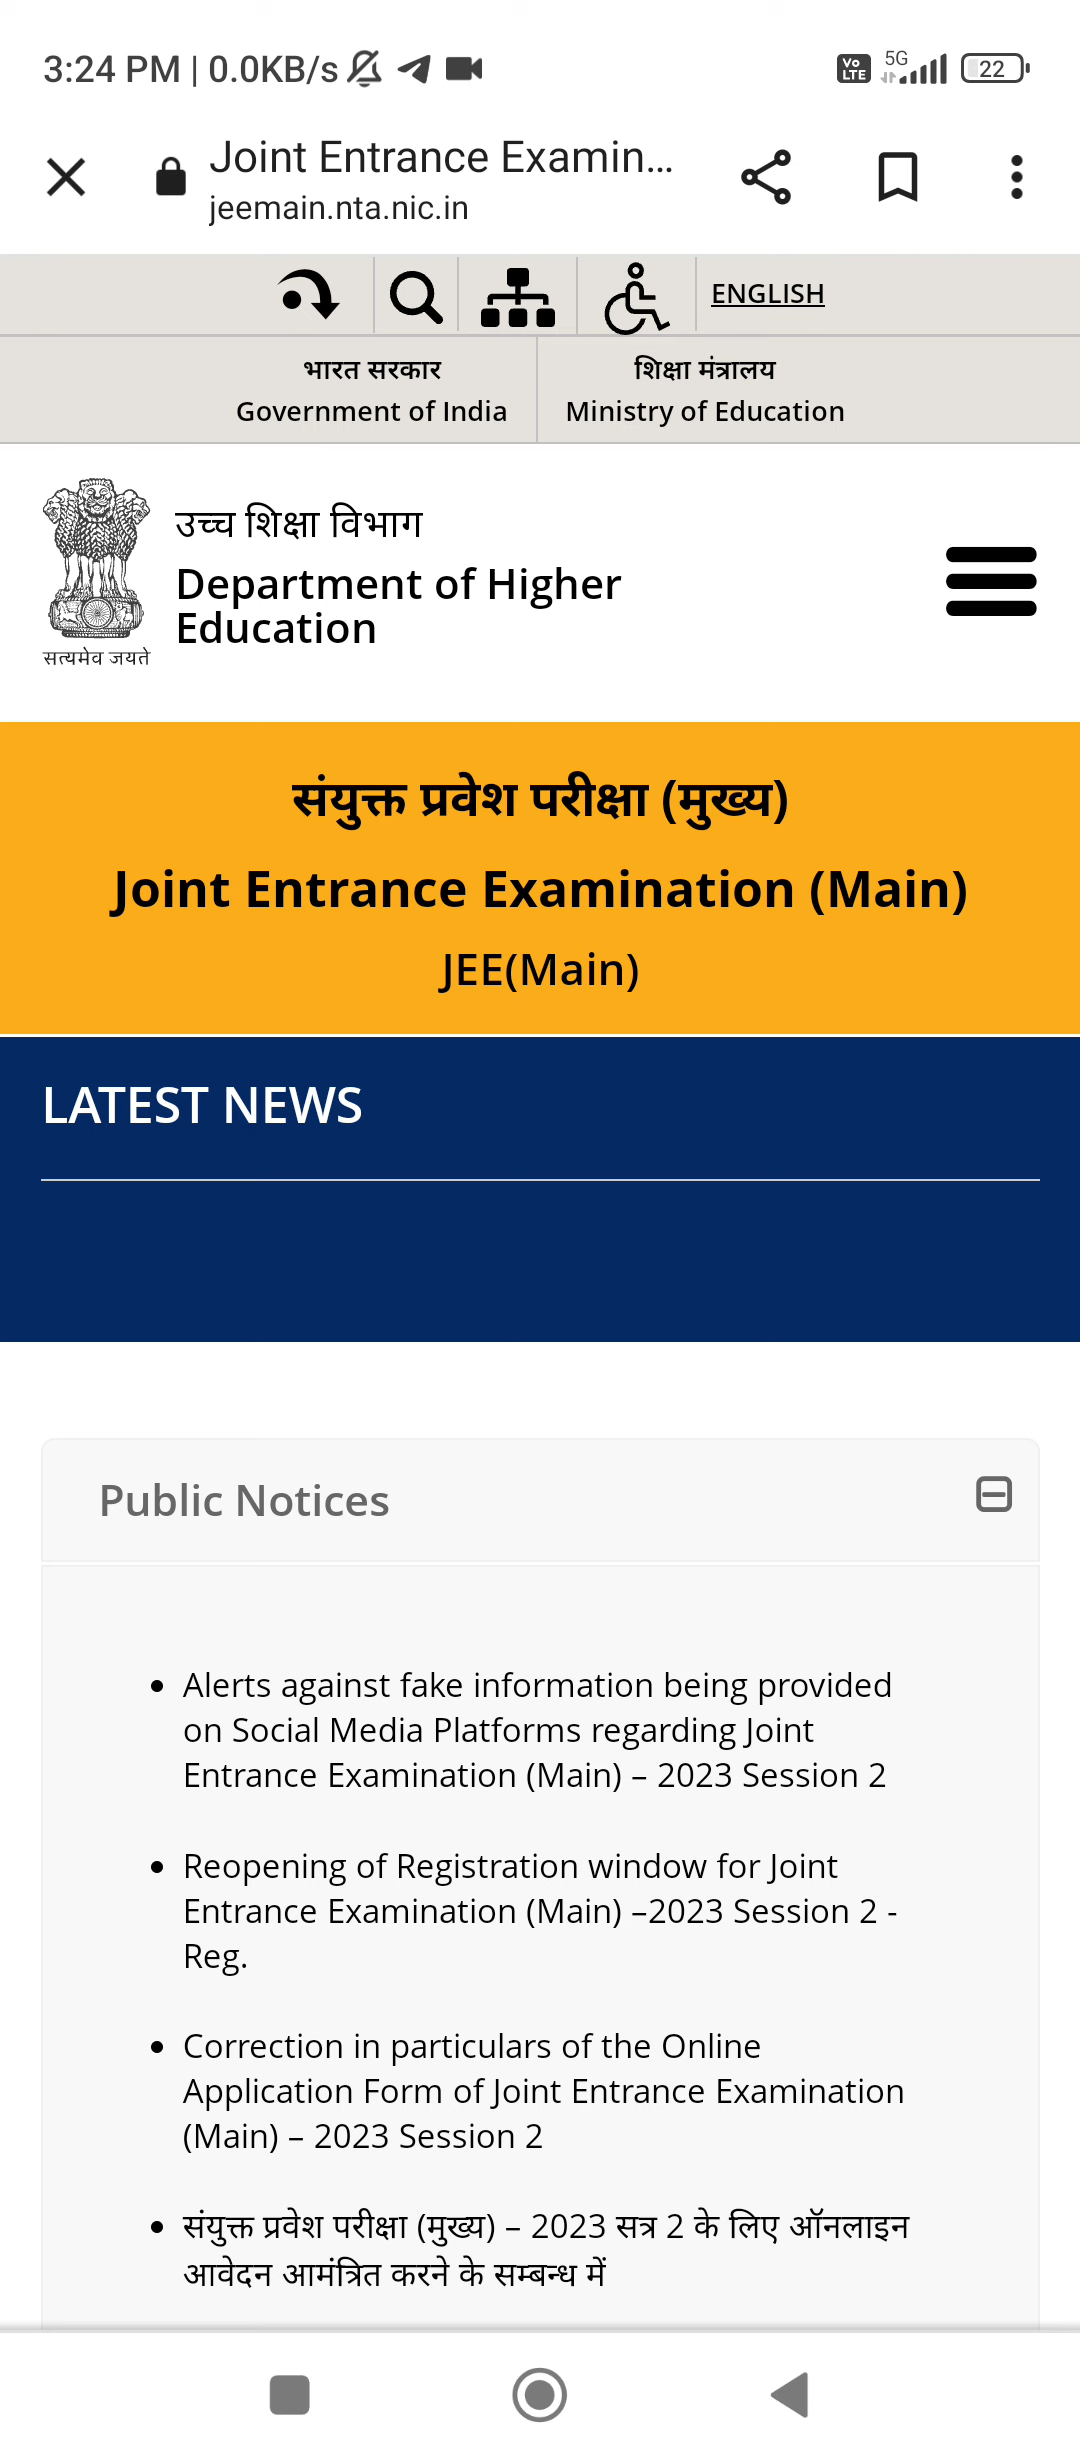 3:24 PM | 0.0KB/s
Vo LTE 5G 22
Joint Entrance Examin...
jeemain.nta.nic.in
ENGLISH
भारत सरकार
Government of India
शिक्षा मंत्रालय
Ministry of Education
उच्च शिक्षा विभाग
Department of Higher
Education
सत्यमेव जयते
संयुक्त प्रवेश परीक्षा (मुख्य)
Joint Entrance Examination (Main)
JEE(Main)
LATEST NEWS
Public Notices
Alerts against fake information being provided
on Social Media Platforms regarding Joint
Entrance Examination (Main) – 2023 Session 2
Reopening of Registration window for Joint
Entrance Examination (Main) –2023 Session 2 -
Reg.
Correction in particulars of the Online
Application Form of Joint Entrance Examination
(Main) – 2023 Session 2
संयुक्त प्रवेश परीक्षा (मुख्य) – 2023 सत्र 2 के लिए ऑनलाइन
आवेदन आमंत्रित करने के सम्बन्ध में